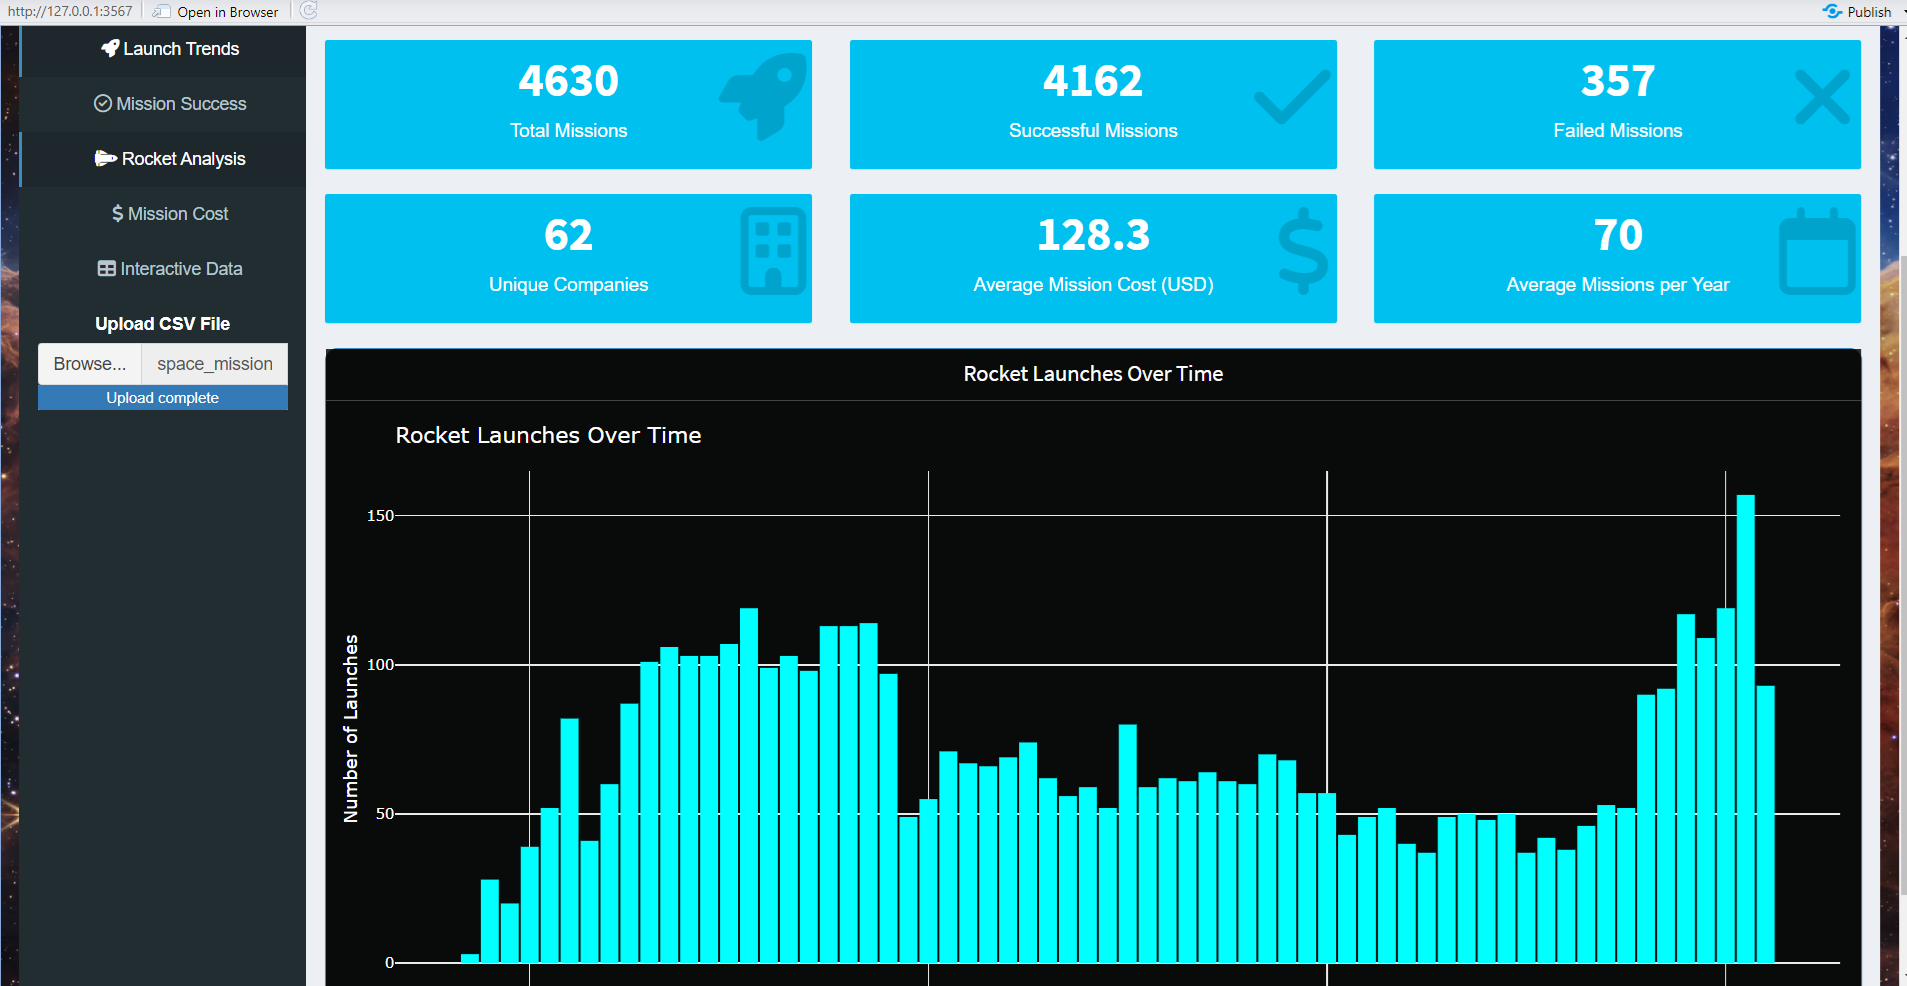 http://127.0.0.1:3567 Open in Browser Publish
Launch Trends
Mission Success
Rocket Analysis
Mission Cost
Interactive Data
Upload CSV File
Browse... space_mission
Upload complete
4630
Total Missions
4162
Successful Missions
357
Failed Missions
62
Unique Companies
128.3
Average Mission Cost (USD)
70
Average Missions per Year
Rocket Launches Over Time
Rocket Launches Over Time
Number of Launches
150
100
50
0